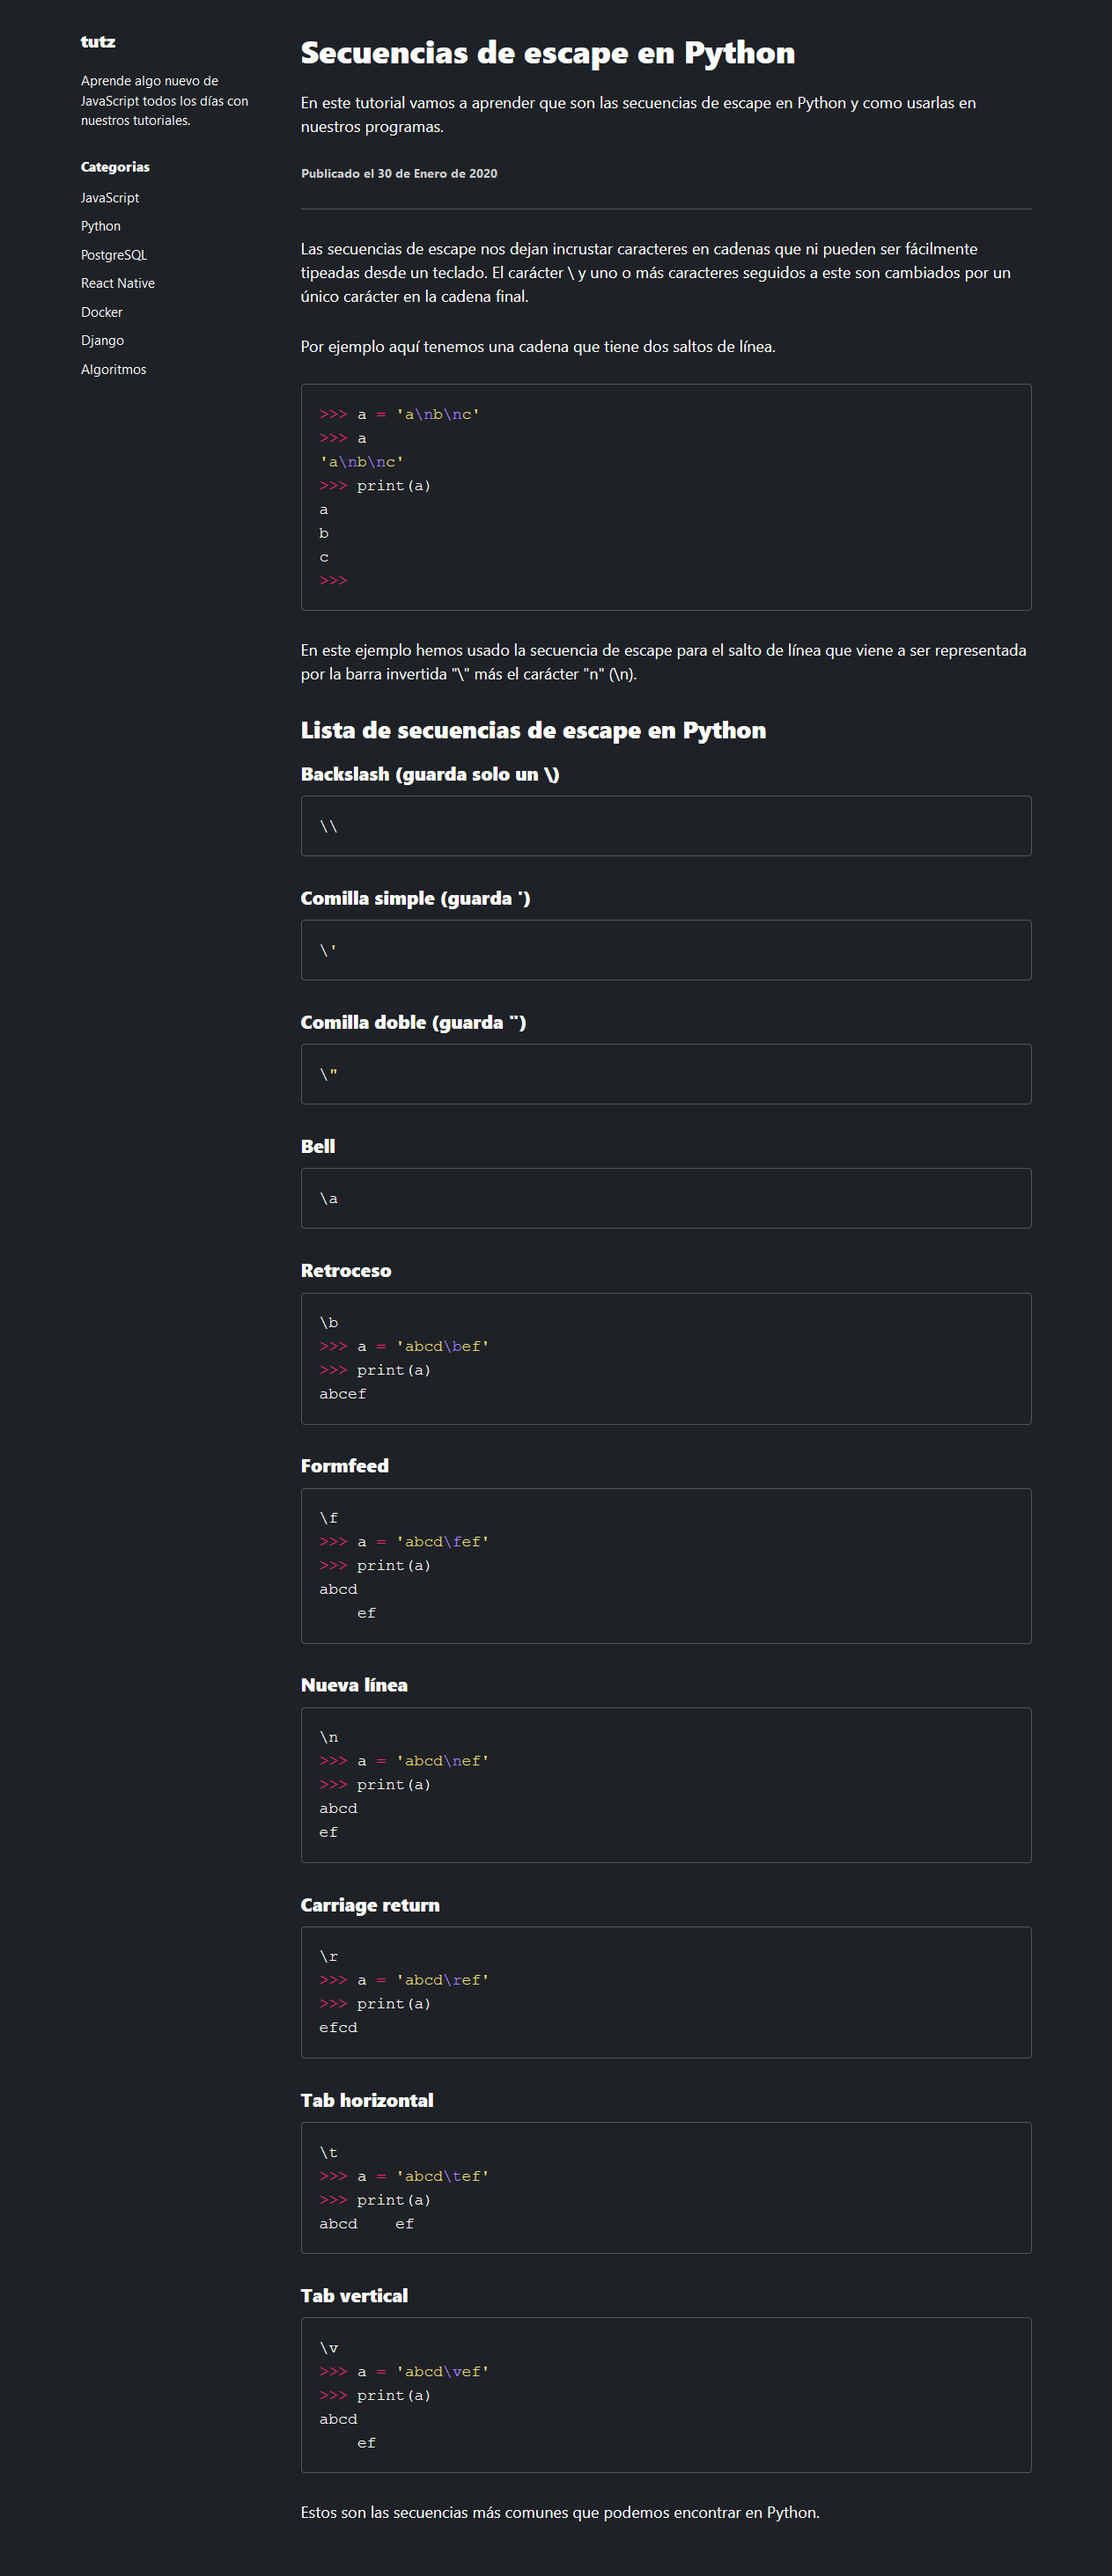 tutz
Aprende algo nuevo de
JavaScript todos los días con
nuestros tutoriales.
Categorias
JavaScript
Python
PostgreSQL
React Native
Docker
Django
Algoritmos
Secuencias de escape en Python
En este tutorial vamos a aprender que son las secuencias de escape en Python y como usarlas en
nuestros programas.
Publicado el 30 de Enero de 2020
Las secuencias de escape nos dejan incrustar caracteres en cadenas que ni pueden ser fácilmente
tipeadas desde un teclado. El carácter \ y uno o más caracteres seguidos a este son cambiados por un
único carácter en la cadena final.
Por ejemplo aquí tenemos una cadena que tiene dos saltos de línea.
>>> a = 'a\nb\nc'
>>> a
'a\nb\nc'
>>> print(a)
a
b
c
>>>
En este ejemplo hemos usado la secuencia de escape para el salto de línea que viene a ser representada
por la barra invertida "\" más el carácter "n" (\n).
Lista de secuencias de escape en Python
Backslash (guarda solo un \)
\\
Comilla simple (guarda ')
\'
Comilla doble (guarda ")
\"
Bell
\a
Retroceso
\b
>>> a = 'abcd\bef'
>>> print(a)
abcef
Formfeed
\f
>>> a = 'abcd\fef'
>>> print(a)
abcd
    ef
Nueva línea
\n
>>> a = 'abcd\nef'
>>> print(a)
abcd
ef
Carriage return
\r
>>> a = 'abcd\ref'
>>> print(a)
efcd
Tab horizontal
\t
>>> a = 'abcd\tef'
>>> print(a)
abcd    ef
Tab vertical
\v
>>> a = 'abcd\vef'
>>> print(a)
abcd
    ef
Estos son las secuencias más comunes que podemos encontrar en Python.